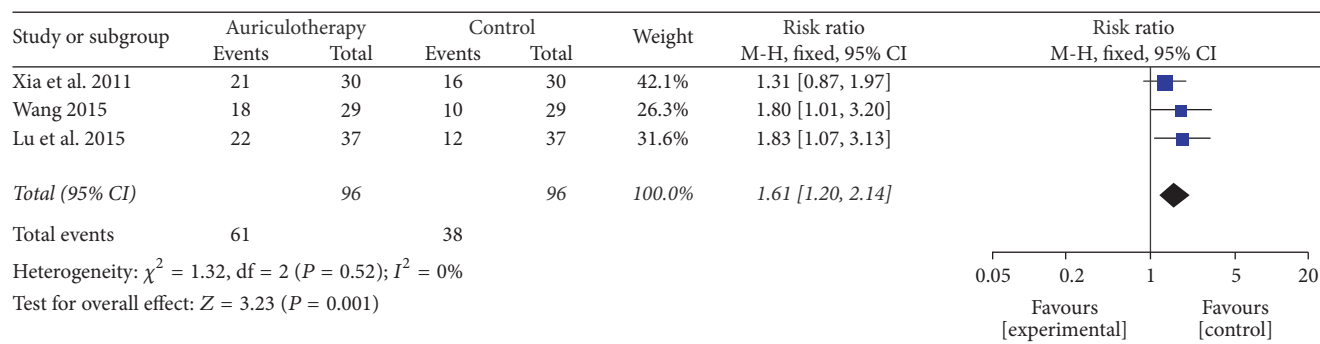 Study or subgroup Auriculotherapy Control Weight Risk ratio Risk ratio
Events Total Events Total M-H, fixed, 95% CI M-H, fixed, 95% CI
Xia et al. 2011 21 30 16 30 42.1% 1.31 [0.87, 1.97]
Wang 2015 18 29 10 29 26.3% 1.80 [1.01, 3.20]
Lu et al. 2015 22 37 12 37 31.6% 1.83 [1.07, 3.13]
Total (95% CI) 96 96 100.0% 1.61 [1.20, 2.14]
Total events 61 38
Heterogeneity: χ² = 1.32, df = 2 (P = 0.52); I² = 0%
Test for overall effect: Z = 3.23 (P = 0.001)
0.05 0.2 1 5 20
Favours Favours
[experimental] [control]